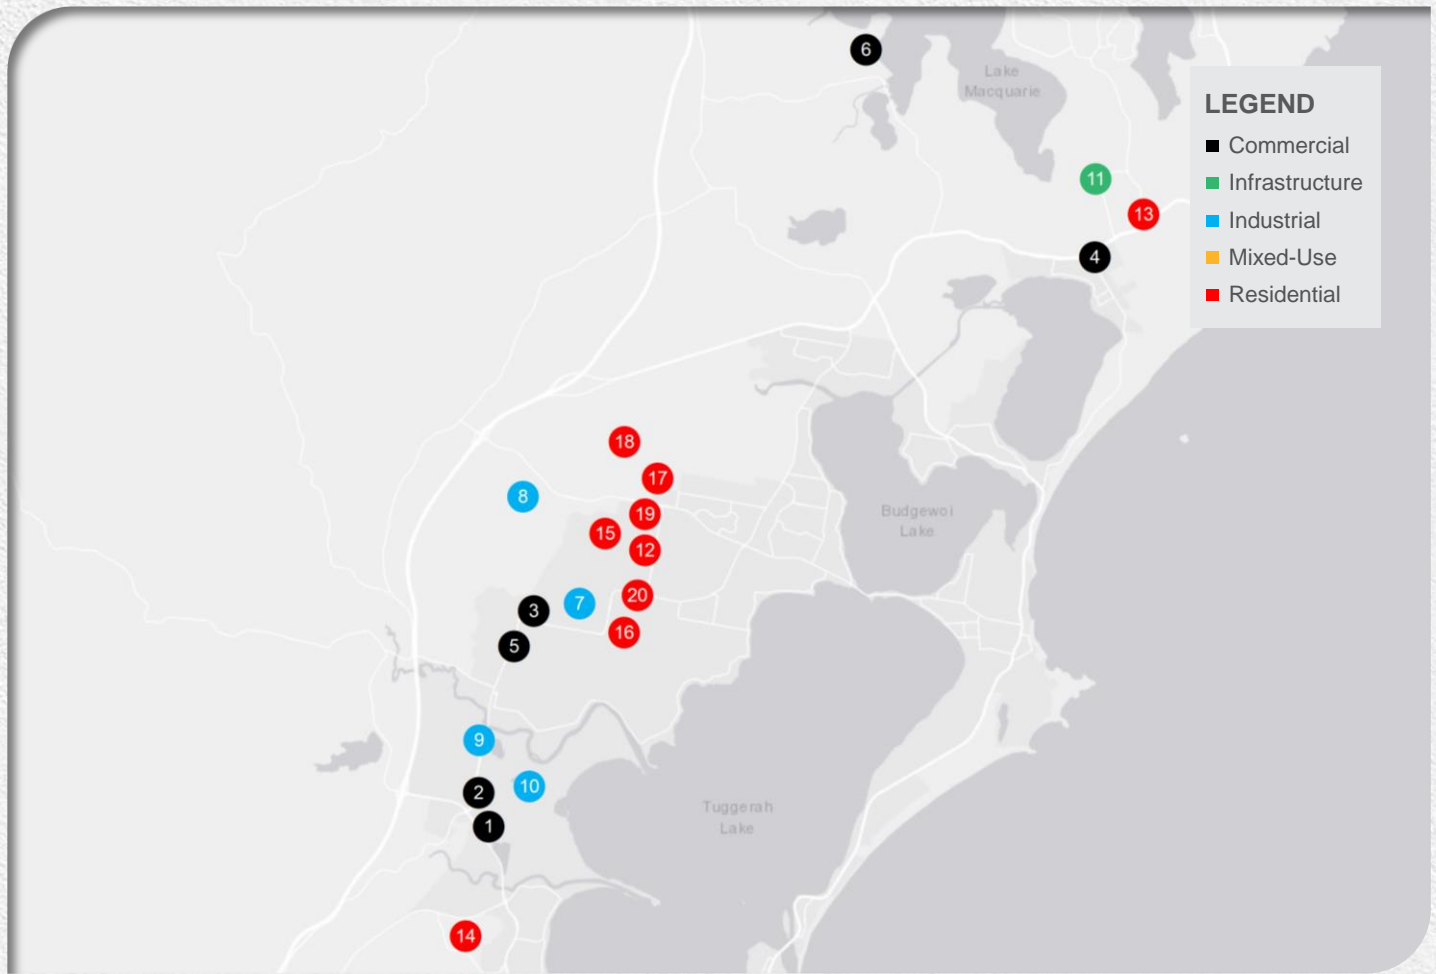 6
Lake
Macquarie
LEGEND
Commercial
Infrastructure
Industrial
Mixed-Use
Residential
11
13
4
18
17
8
19
15
12
Budgewoi
Lake
20
7
3
16
5
9
10
2
1
Tuggerah
Lake
14